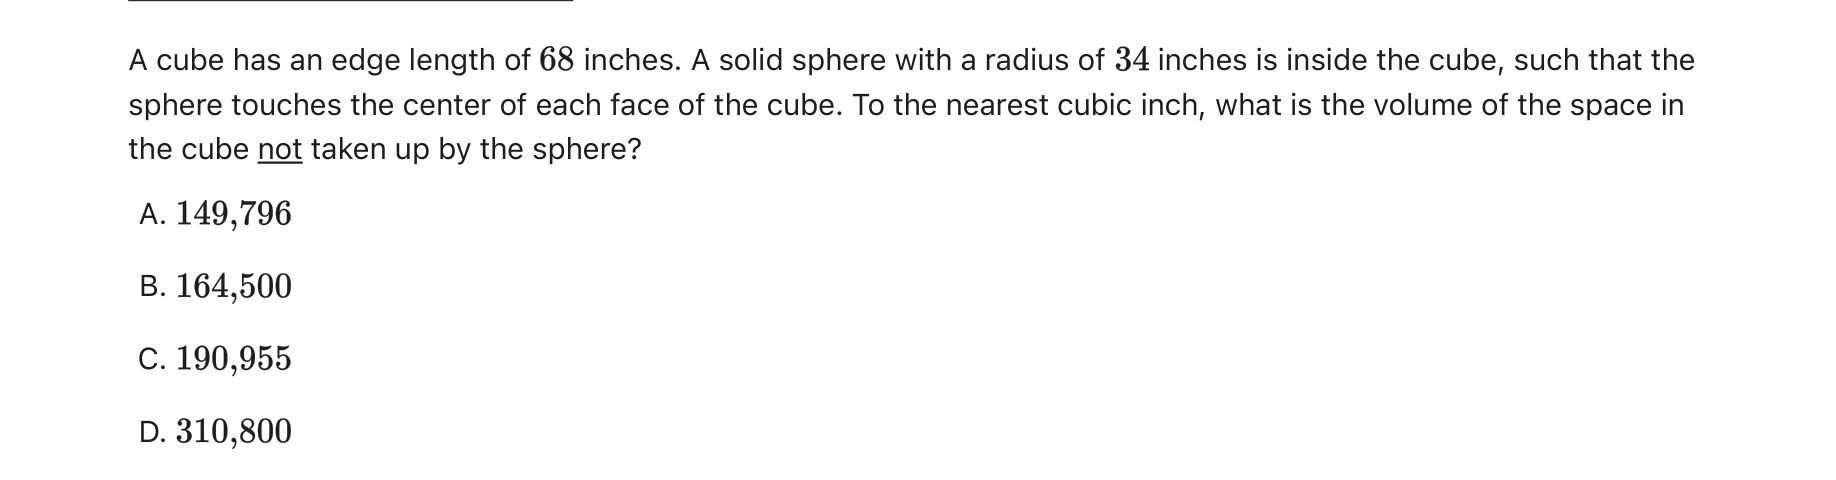 A cube has an edge length of 68 inches. A solid sphere with a radius of 34 inches is inside the cube, such that the
sphere touches the center of each face of the cube. To the nearest cubic inch, what is the volume of the space in
the cube not taken up by the sphere?
A. 149,796
B. 164,500
C. 190,955
D. 310,800